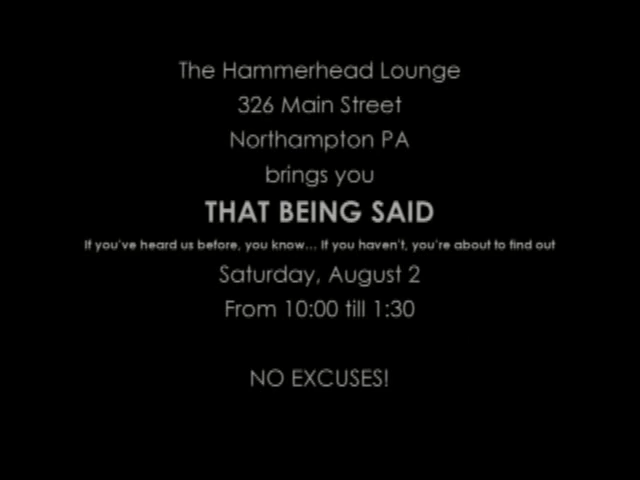 The Hammerhead Lounge
326 Main Street
Northampton PA
brings you
THAT BEING SAID
If you've heard us before, you know... If you haven't, you're about to find out
Saturday, August 2
From 10:00 till 1:30
NO EXCUSES!